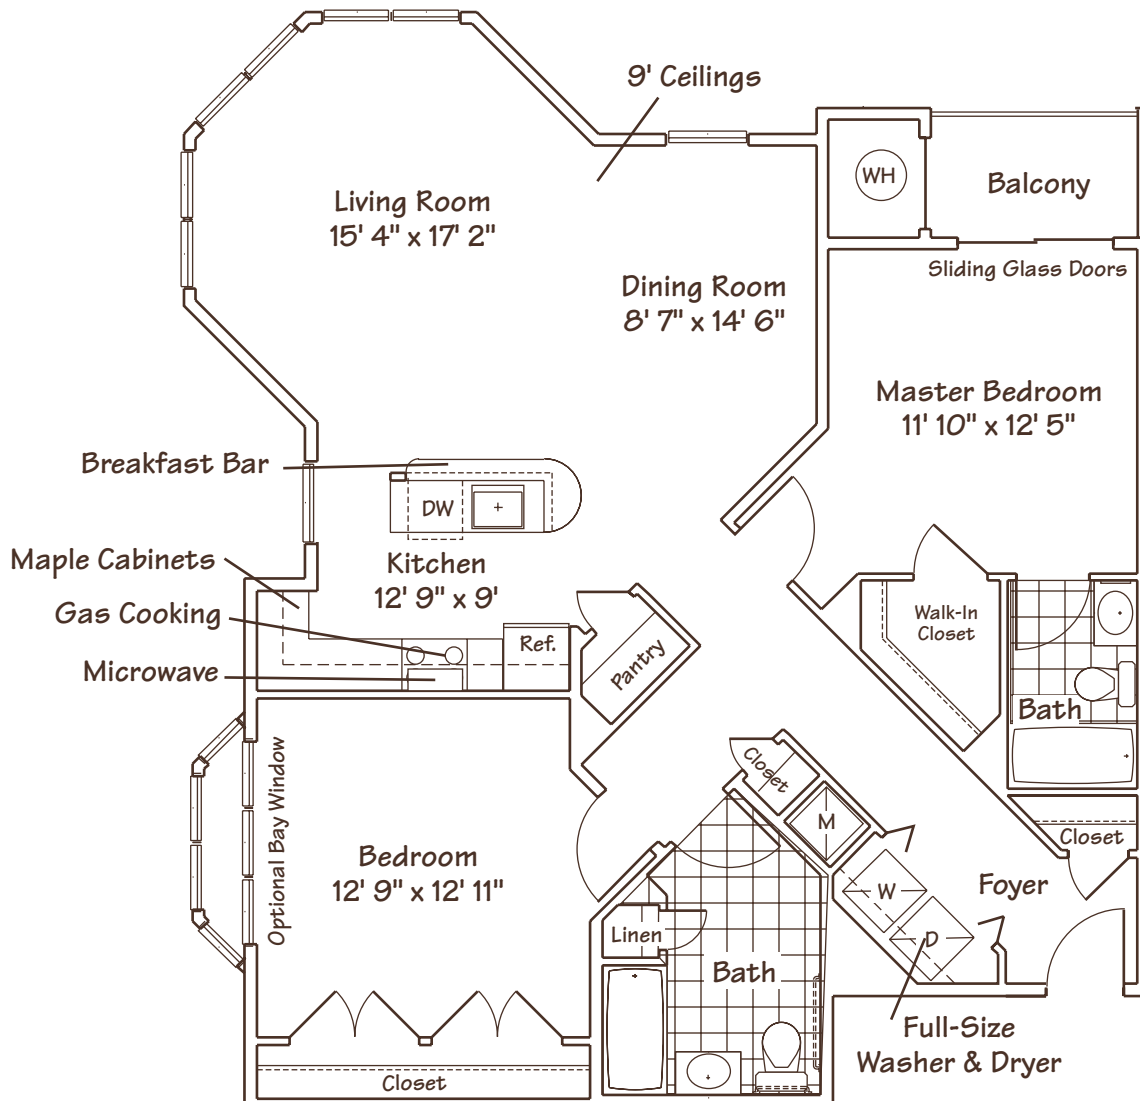 9' Ceilings
WH
Balcony
Living Room
15' 4" x 17' 2"
Sliding Glass Doors
Dining Room
8' 7" x 14' 6"
Master Bedroom
11' 10" x 12' 5"
Breakfast Bar
DW
Maple Cabinets
Kitchen
12' 9" x 9'
Gas Cooking
Ref.
Microwave
Pantry
Walk-In
Closet
Bath
Optional Bay Window
Closet
M
Closet
Bedroom
12' 9" x 12' 11"
W
Foyer
Linen
D
Bath
Full-Size
Washer & Dryer
Closet